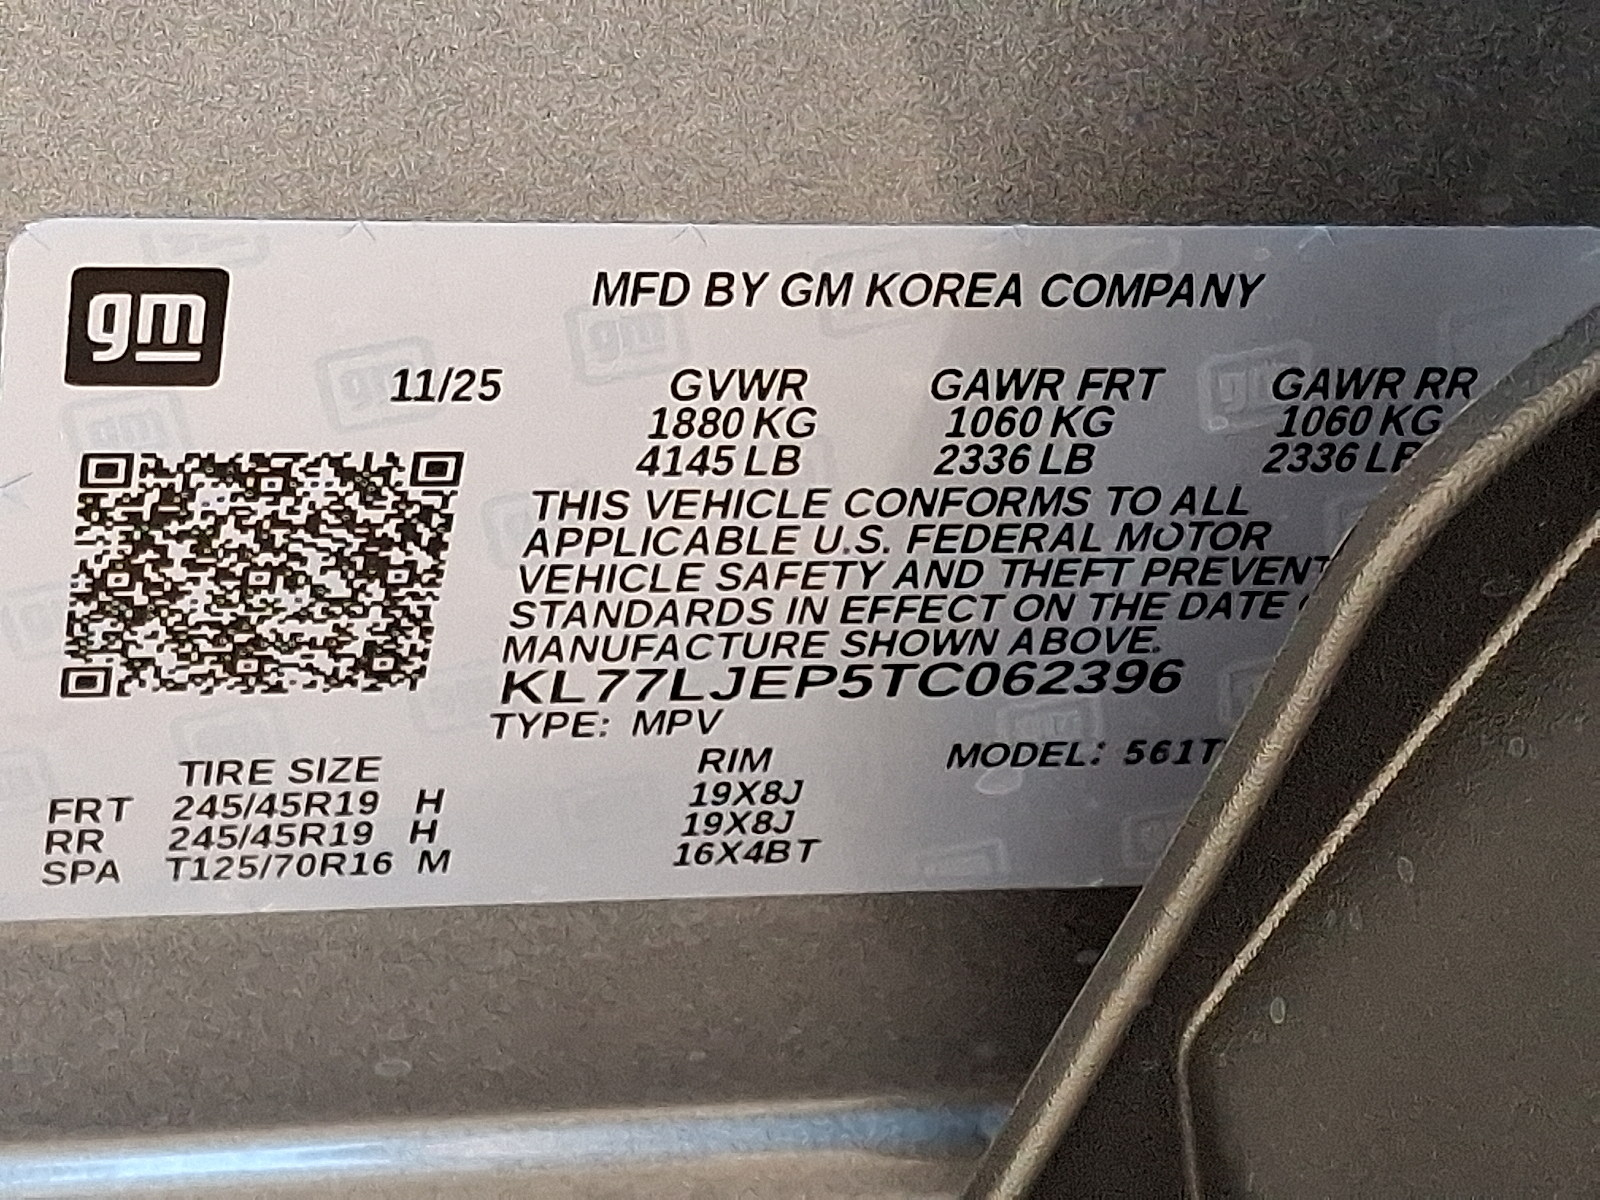 gm
MFD BY GM KOREA COMPANY
11/25 GVWR GAWR FRT GAWR RR
1880 KG 1060 KG 1060 KG
4145 LB 2336 LB 2336
THIS VEHICLE CONFORMS TO ALL
APPLICABLE U.S. FEDERAL MOTOR
VEHICLE SAFETY AND THEFT PREVENT
STANDARDS IN EFFECT ON THE DATE
MANUFACTURE SHOWN ABOVE.
KL77LJEP5TC062396
TYPE: MPV
MODEL: 561T
TIRE SIZE RIM
FRT 245/45R19 H 19X8J
RR 245/45R19 H 19X8J
SPA T125/70R16 M 16X4BT